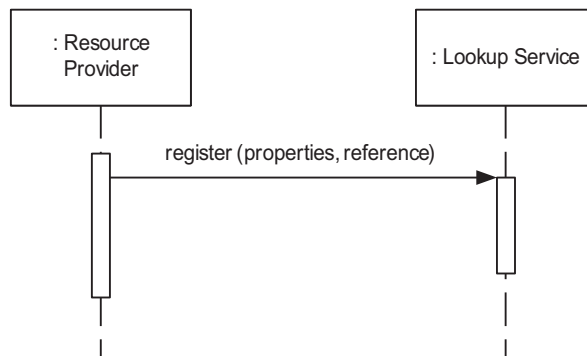 : Resource
Provider
: Lookup Service
register (properties, reference)